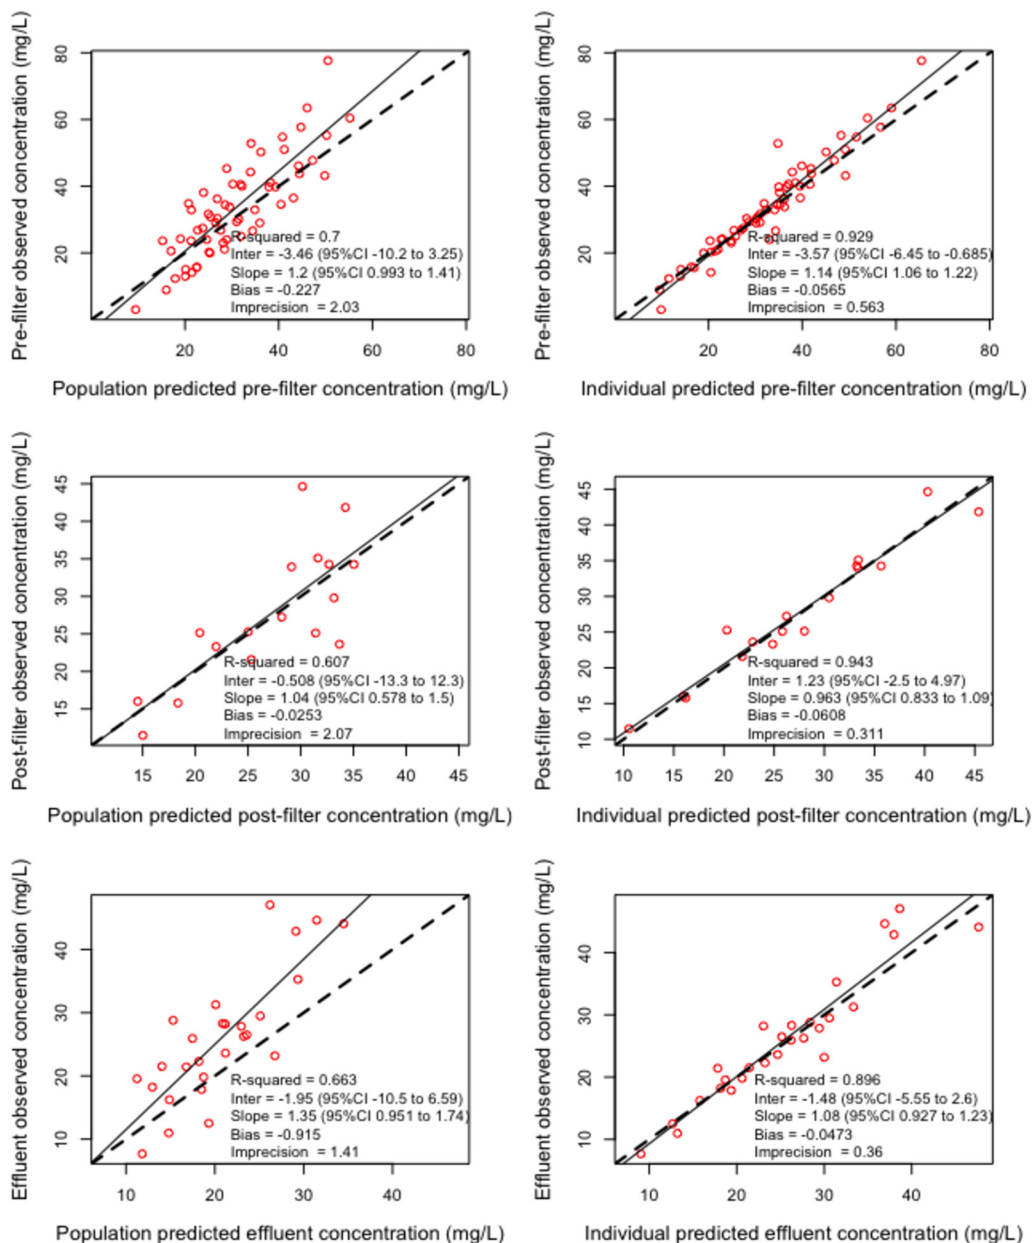 Pre-filter observed concentration (mg/L)
80
60
40
20
R-squared = 0.7
Inter = -3.46 (95%CI -10.2 to 3.25)
Slope = 1.2 (95%CI 0.993 to 1.41)
Bias = -0.227
Imprecision = 2.03
20 40 60 80
Population predicted pre-filter concentration (mg/L)
Pre-filter observed concentration (mg/L)
80
60
40
20
R-squared = 0.929
Inter = -3.57 (95%CI -6.45 to -0.685)
Slope = 1.14 (95%CI 1.06 to 1.22)
Bias = -0.0565
Imprecision = 0.563
20 40 60 80
Individual predicted pre-filter concentration (mg/L)
Post-filter observed concentration (mg/L)
45
40
35
30
25
20
15
R-squared = 0.607
Inter = -0.508 (95%CI -13.3 to 12.3)
Slope = 1.04 (95%CI 0.578 to 1.5)
Bias = -0.0253
Imprecision = 2.07
15 20 25 30 35 40 45
Population predicted post-filter concentration (mg/L)
Post-filter observed concentration (mg/L)
45
40
35
30
25
20
15
10
R-squared = 0.943
Inter = 1.23 (95%CI -2.5 to 4.97)
Slope = 0.963 (95%CI 0.833 to 1.09)
Bias = -0.0608
Imprecision = 0.311
10 15 20 25 30 35 40 45
Individual predicted post-filter concentration (mg/L)
Effluent observed concentration (mg/L)
40
30
20
10
R-squared = 0.663
Inter = -1.95 (95%CI -10.5 to 6.59)
Slope = 1.35 (95%CI 0.951 to 1.74)
Bias = -0.915
Imprecision = 1.41
10 20 30 40
Population predicted effluent concentration (mg/L)
Effluent observed concentration (mg/L)
40
30
20
10
R-squared = 0.896
Inter = -1.48 (95%CI -5.55 to 2.6)
Slope = 1.08 (95%CI 0.927 to 1.23)
Bias = -0.0473
Imprecision = 0.36
10 20 30 40
Individual predicted effluent concentration (mg/L)